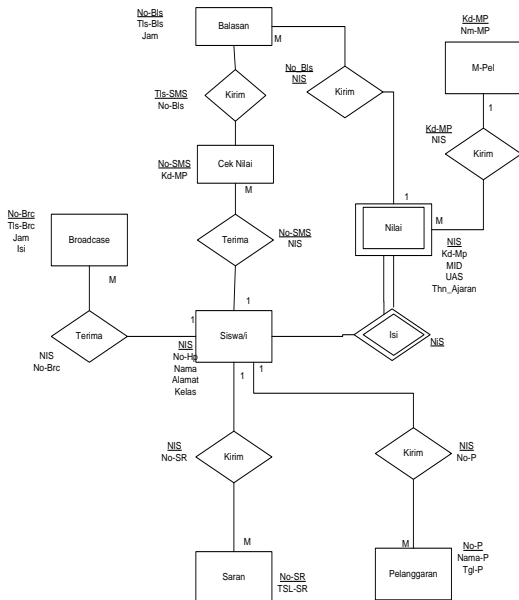 No-Bls
Tls-Bls
Jam
Balasan
M
Kd-MP
Nm-MP
M-Pel
1
Tls-SMS
No-Bls
Kirim
No_Bls
NIS
Kirim
Kd-MP
NIS
Kirim
No-SMS
Kd-MP
Cek Nilai
M
1
Nilai
M
NIS
Kd-Mp
MID
UAS
Thn_Ajaran
No-Brc
Tls-Brc
Jam
Isi
Broadcase
M
Terima
No-SMS
NIS
1
Terima
NIS
No-Brc
1
Siswa/i
NIS
No-Hp
Nama
Alamat
Kelas
1
1
Isi
NiS
NIS
No-SR
Kirim
Kirim
NIS
No-P
M
Saran
No-SR
TSL-SR
M
Pelanggaran
No-P
Nama-P
Tgl-P